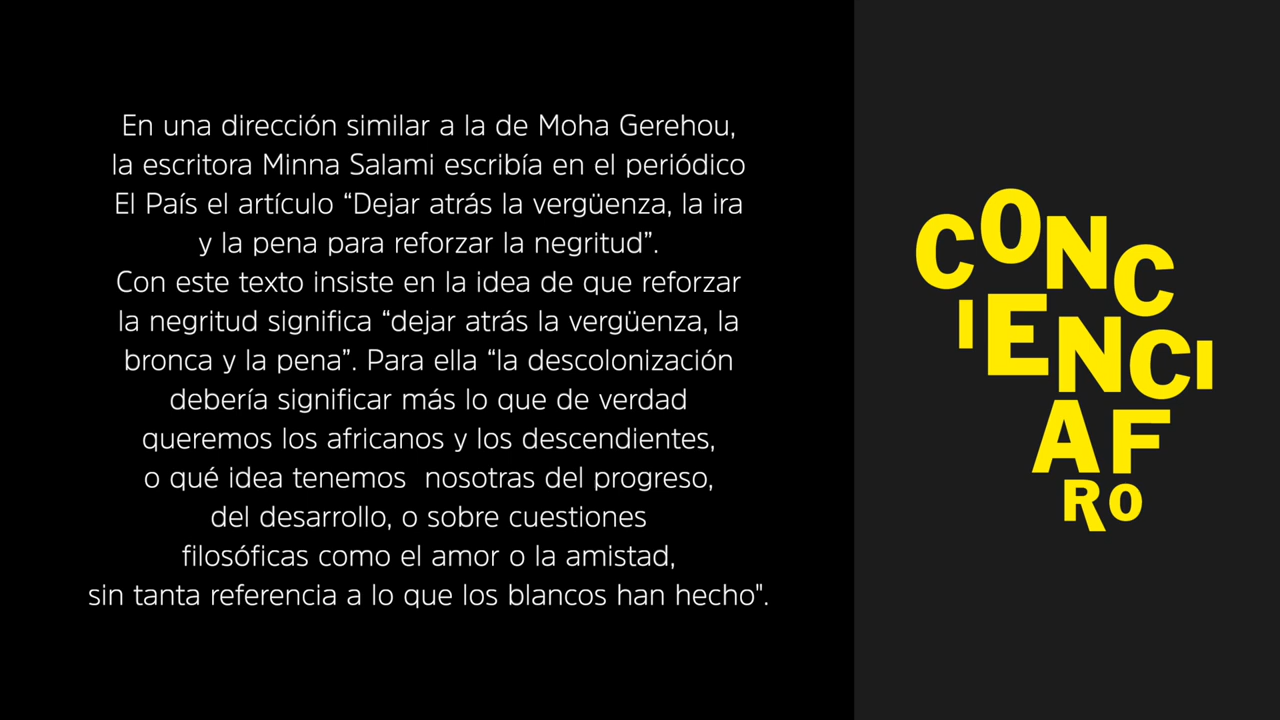 En una dirección similar a la de Moha Gerehou,
la escritora Minna Salami escribía en el periódico
El País el artículo “Dejar atrás la vergüenza, la ira
y la pena para reforzar la negritud”.
Con este texto insiste en la idea de que reforzar
la negritud significa “dejar atrás la vergüenza, la
bronca y la pena”. Para ella “la descolonización
debería significar más lo que de verdad
queremos los africanos y los descendientes,
o qué idea tenemos  nosotras del progreso,
del desarrollo, o sobre cuestiones
filosóficas como el amor o la amistad,
sin tanta referencia a lo que los blancos han hecho".
CONC
IENCI
AF
RO